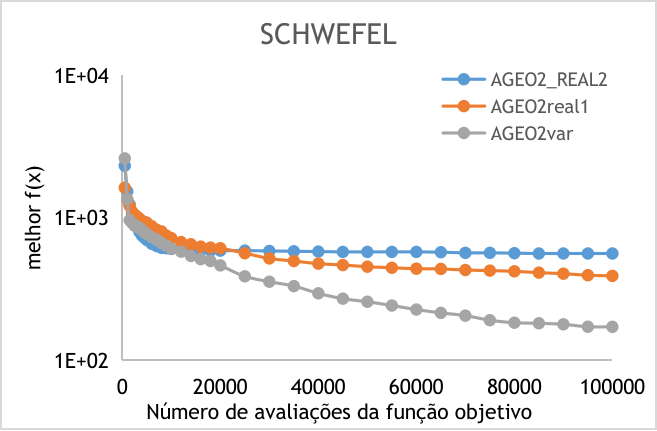 SCHWEFEL
1E+04
1E+03
1E+02
melhor f(x)
AGEO2_REAL2
AGEO2real1
AGEO2var
0 20000 40000 60000 80000 100000
Número de avaliações da função objetivo